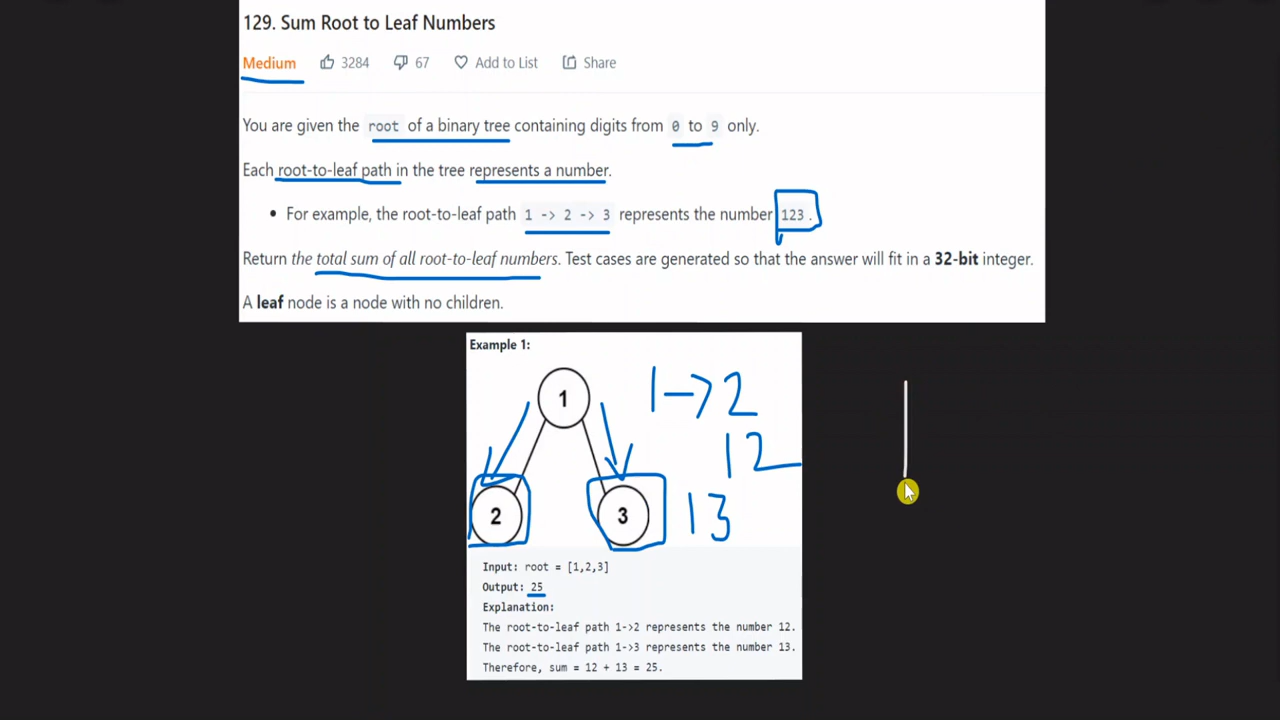 129. Sum Root to Leaf Numbers
Medium 3284 67 Add to List Share
You are given the root of a binary tree containing digits from 0 to 9 only.
Each root-to-leaf path in the tree represents a number.
• For example, the root-to-leaf path 1 -> 2 -> 3 represents the number 123.
Return the total sum of all root-to-leaf numbers. Test cases are generated so that the answer will fit in a 32-bit integer.
A leaf node is a node with no children.
Example 1:
1
1->2
12
2
3
13
Input: root = [1,2,3]
Output: 25
Explanation:
The root-to-leaf path 1->2 represents the number 12.
The root-to-leaf path 1->3 represents the number 13.
Therefore, sum = 12 + 13 = 25.